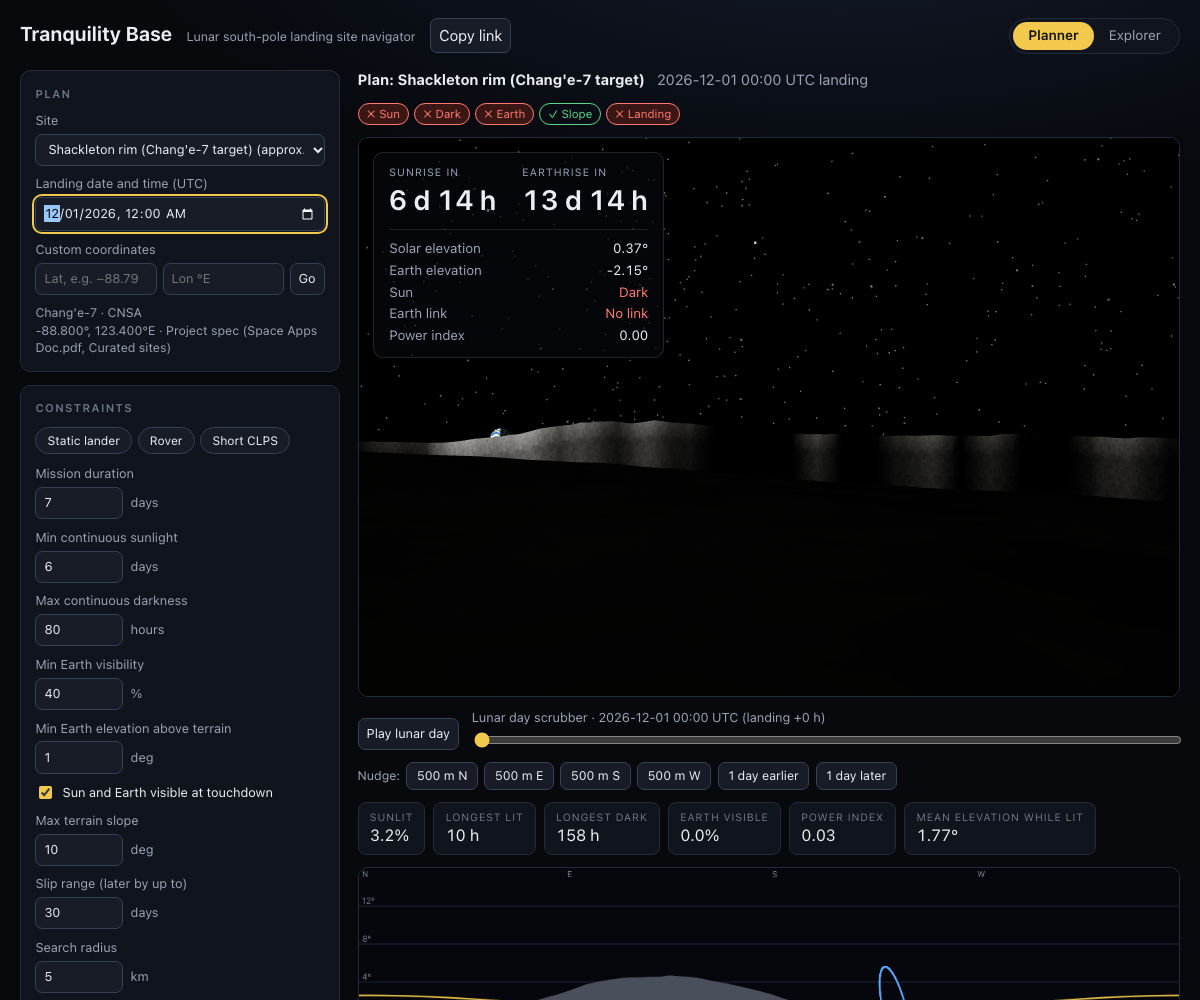 Tranquility Base Lunar south-pole landing site navigator Copy link Planner Explorer
PLAN
Site
Shackleton rim (Chang'e-7 target) (approx.
Landing date and time (UTC)
12/01/2026, 12:00 AM
Custom coordinates
Lat, e.g. −88.79 Lon °E Go
Chang'e-7 · CNSA
-88.800°, 123.400°E · Project spec (Space Apps
Doc.pdf, Curated sites)
CONSTRAINTS
Static lander Rover Short CLPS
Mission duration
7 days
Min continuous sunlight
6 days
Max continuous darkness
80 hours
Min Earth visibility
40 %
Min Earth elevation above terrain
1 deg
Sun and Earth visible at touchdown
Max terrain slope
10 deg
Slip range (later by up to)
30 days
Search radius
5 km
Plan: Shackleton rim (Chang'e-7 target) 2026-12-01 00:00 UTC landing
✕ Sun ✕ Dark ✕ Earth ✓ Slope ✕ Landing
SUNRISE IN EARTHRISE IN
6 d 14 h 13 d 14 h
Solar elevation 0.37°
Earth elevation -2.15°
Sun Dark
Earth link No link
Power index 0.00
Play lunar day Lunar day scrubber · 2026-12-01 00:00 UTC (landing +0 h)
Nudge: 500 m N 500 m E 500 m S 500 m W 1 day earlier 1 day later
SUNLIT LONGEST LIT LONGEST DARK EARTH VISIBLE POWER INDEX MEAN ELEVATION WHILE LIT
3.2% 10 h 158 h 0.0% 0.03 1.77°
N E S W
12°
8°
4°